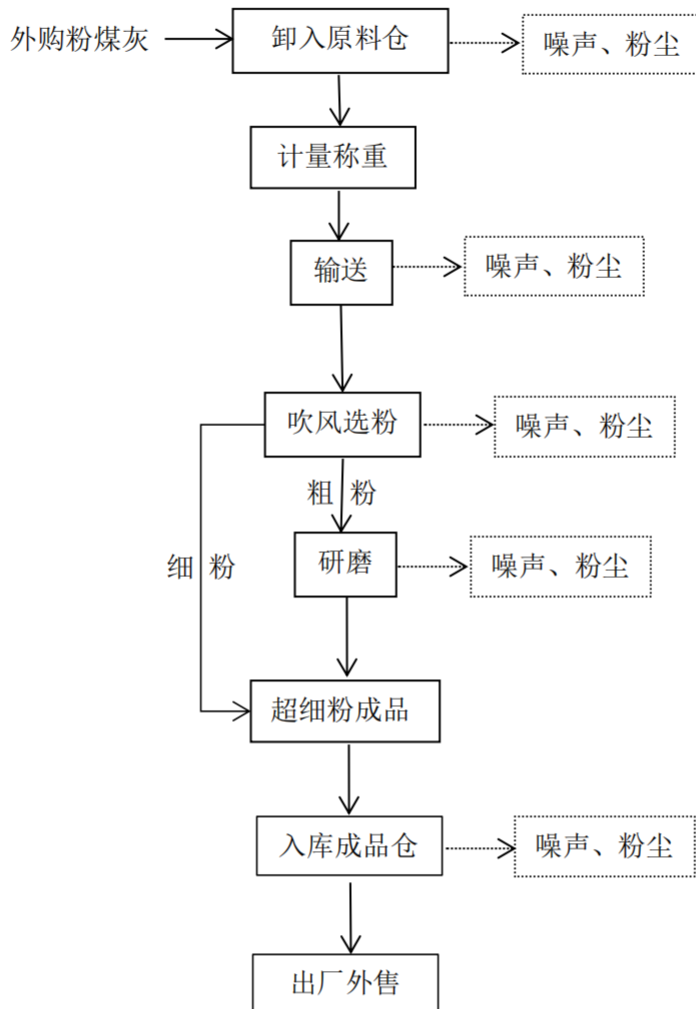 外购粉煤灰
卸入原料仓
噪声、粉尘
计量称重
输送
噪声、粉尘
吹风选粉
噪声、粉尘
粗粉
细粉
研磨
噪声、粉尘
超细粉成品
入库成品仓
噪声、粉尘
出厂外售